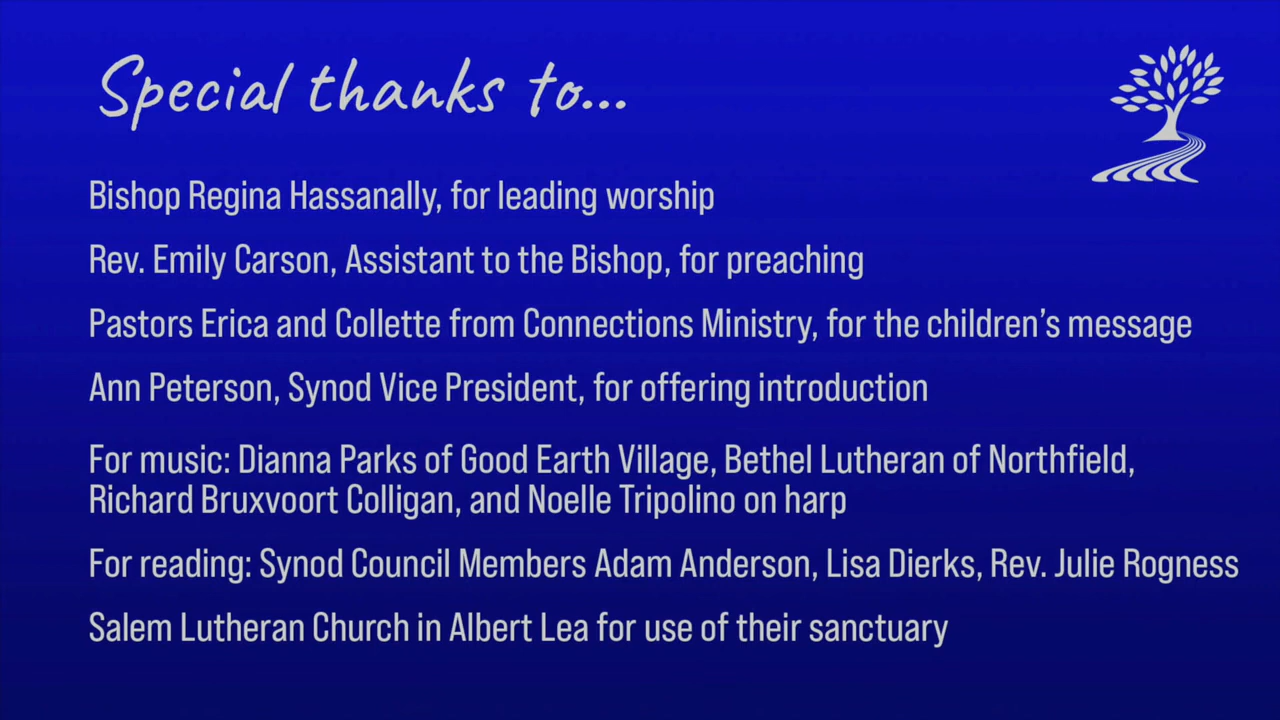 Special thanks to...
Bishop Regina Hassanally, for leading worship
Rev. Emily Carson, Assistant to the Bishop, for preaching
Pastors Erica and Collette from Connections Ministry, for the children’s message
Ann Peterson, Synod Vice President, for offering introduction
For music: Dianna Parks of Good Earth Village, Bethel Lutheran of Northfield,
Richard Bruxvoort Colligan, and Noelle Tripolino on harp
For reading: Synod Council Members Adam Anderson, Lisa Dierks, Rev. Julie Rogness
Salem Lutheran Church in Albert Lea for use of their sanctuary